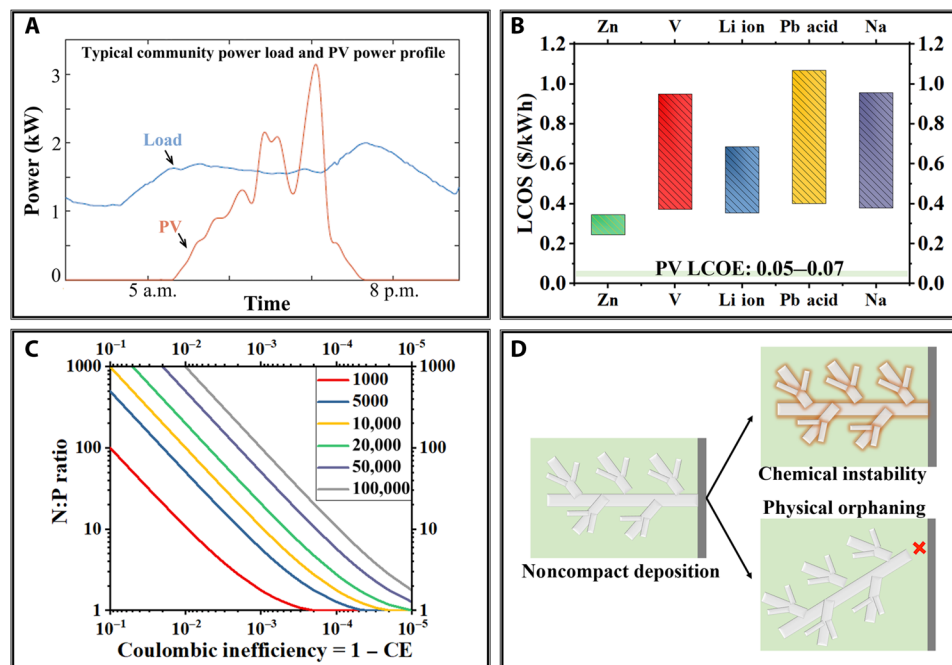 A
Typical community power load and PV power profile
Power (kW)
3
2
1
0
Load
PV
5 a.m.
8 p.m.
Time
B
Zn V Li ion Pb acid Na
LCOS ($/kWh)
1.2 1.2
1.0 1.0
0.8 0.8
0.6 0.6
0.4 0.4
0.2 0.2
0.0 0.0
PV LCOE: 0.05–0.07
Zn V Li ion Pb acid Na
C
10⁻¹ 10⁻² 10⁻³ 10⁻⁴ 10⁻⁵
N:P ratio
1000 1000
100 100
10 10
1 1
1000
5000
10,000
20,000
50,000
100,000
10⁻¹ 10⁻² 10⁻³ 10⁻⁴ 10⁻⁵
Coulombic inefficiency = 1 – CE
D
Noncompact deposition
Chemical instability
Physical orphaning